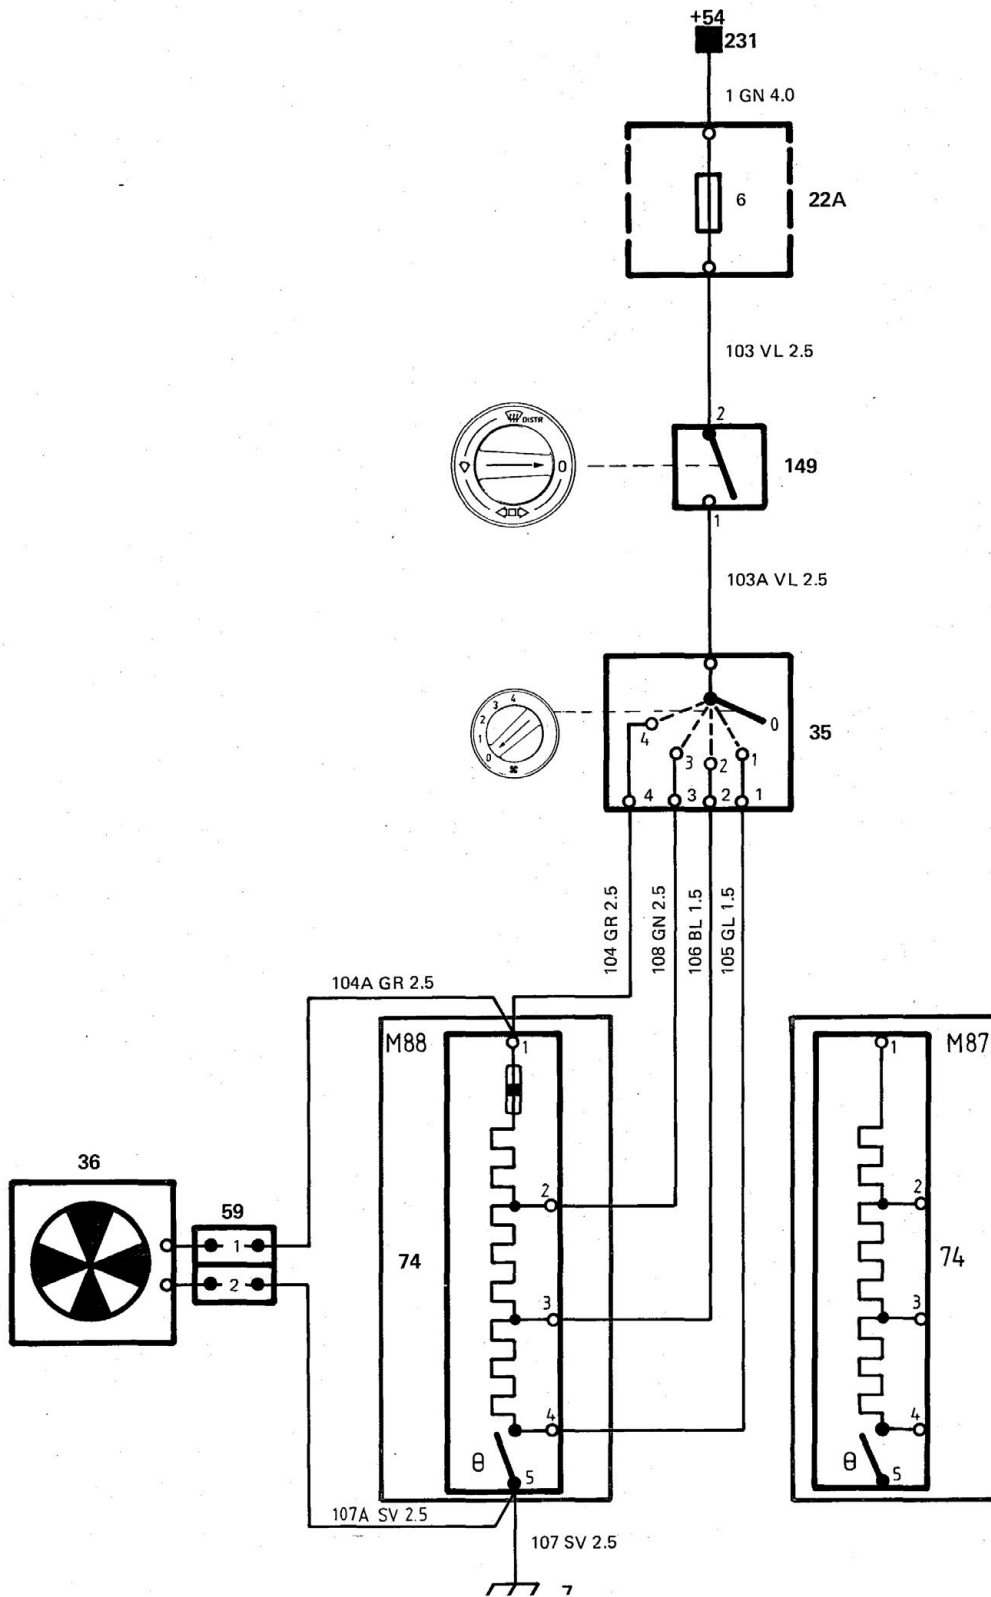 +54
231
1 GN 4.0
6
22A
103 VL 2.5
DISTR
0
2
149
1
103A VL 2.5
4
3
2
1
0
0
35
4
3
2
1
4
3
2
1
104 GR 2.5
108 GN 2.5
106 BL 1.5
105 GL 1.5
104A GR 2.5
M88
1
M87
1
36
59
1
2
2
3
4
74
θ
5
2
3
4
74
θ
5
107A SV 2.5
107 SV 2.5